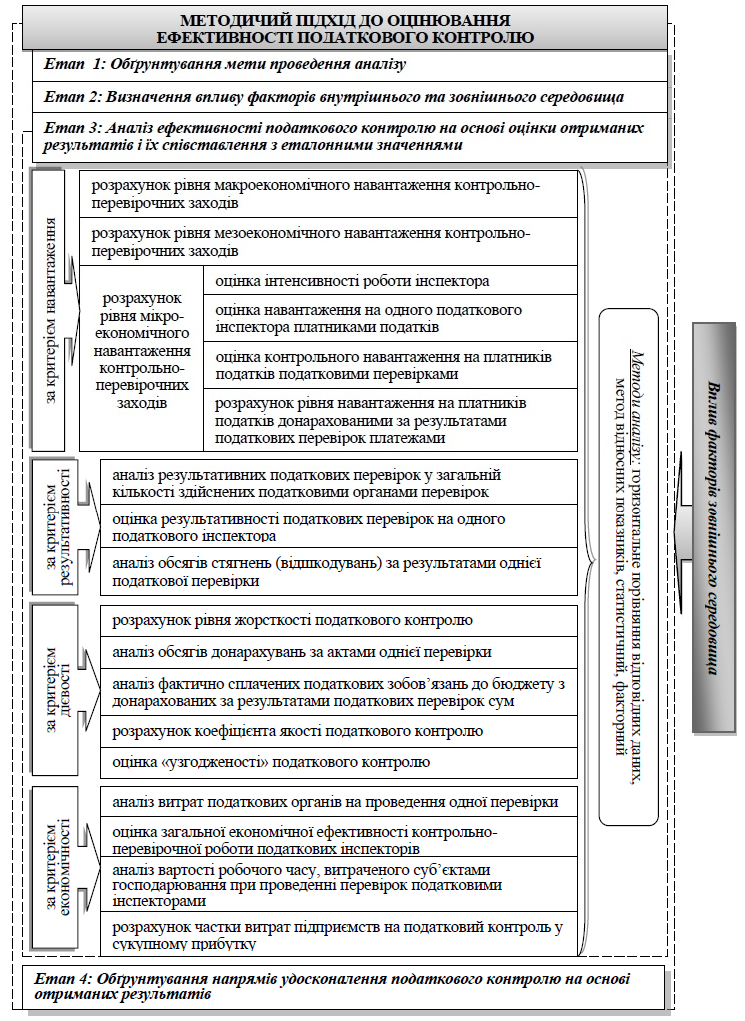 МЕТОДИЧИЙ ПІДХІД ДО ОЦІНЮВАННЯ
ЕФЕКТИВНОСТІ ПОДАТКОВОГО КОНТРОЛЮ
Етап 1: Обґрунтування мети проведення аналізу
Етап 2: Визначення впливу факторів внутрішнього та зовнішнього середовища
Етап 3: Аналіз ефективності податкового контролю на основі оцінки отриманих
результатів і їх співставлення з еталонними значеннями
за критерієм навантаження
розрахунок рівня макроекономічного навантаження контрольно-
перевірочних заходів
розрахунок рівня мезоекономічного навантаження контрольно-
перевірочних заходів
розрахунок
рівня мікро-
економічного
навантаження
контрольно-
перевірочних
заходів
оцінка інтенсивності роботи інспектора
оцінка навантаження на одного податкового
інспектора платниками податків
оцінка контрольного навантаження на платників
податків податковими перевірками
розрахунок рівня навантаження на платників
податків донарахованими за результатами
податкових перевірок платежами
за критерієм
результативності
аналіз результативних податкових перевірок у загальній
кількості здійснених податковими органами перевірок
оцінка результативності податкових перевірок на одного
податкового інспектора
аналіз обсягів стягнень (відшкодувань) за результатами однієї
податкової перевірки
за критерієм
дієвості
розрахунок рівня жорсткості податкового контролю
аналіз обсягів донарахувань за актами однієї перевірки
аналіз фактично сплачених податкових зобов’язань до бюджету з
донарахованих за результатами податкових перевірок сум
розрахунок коефіцієнта якості податкового контролю
оцінка «узгодженості» податкового контролю
за критерієм
економічності
аналіз витрат податкових органів на проведення одної перевірки
оцінка загальної економічної ефективності контрольно-
перевірочної роботи податкових інспекторів
аналіз вартості робочого часу, витраченого суб’єктами
господарювання при проведенні перевірок податковими
інспекторами
розрахунок частки витрат підприємств на податковий контроль у
сукупному прибутку
Методи аналізу: горизонтальне порівняння відповідних даних,
метод відносних показників, статистичний, факторний
Вплив факторів зовнішнього середовища
Етап 4: Обґрунтування напрямів удосконалення податкового контролю на основі
отриманих результатів